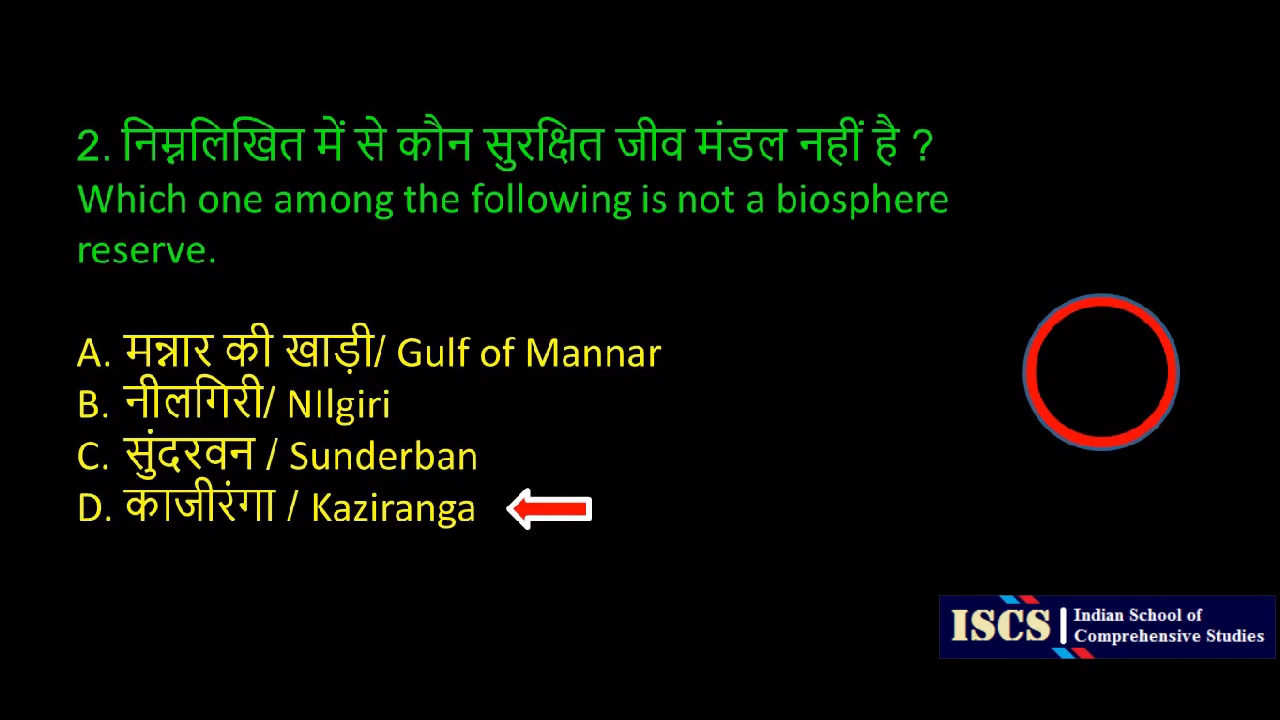 2. निम्नलिखित में से कौन सुरक्षित जीव मंडल नहीं है ?
Which one among the following is not a biosphere
reserve.
A. मन्नार की खाड़ी/ Gulf of Mannar
B. नीलगिरी/ NIlgiri
C. सुंदरवन / Sunderban
D. काजीरंगा / Kaziranga
ISCS
Indian School of
Comprehensive Studies